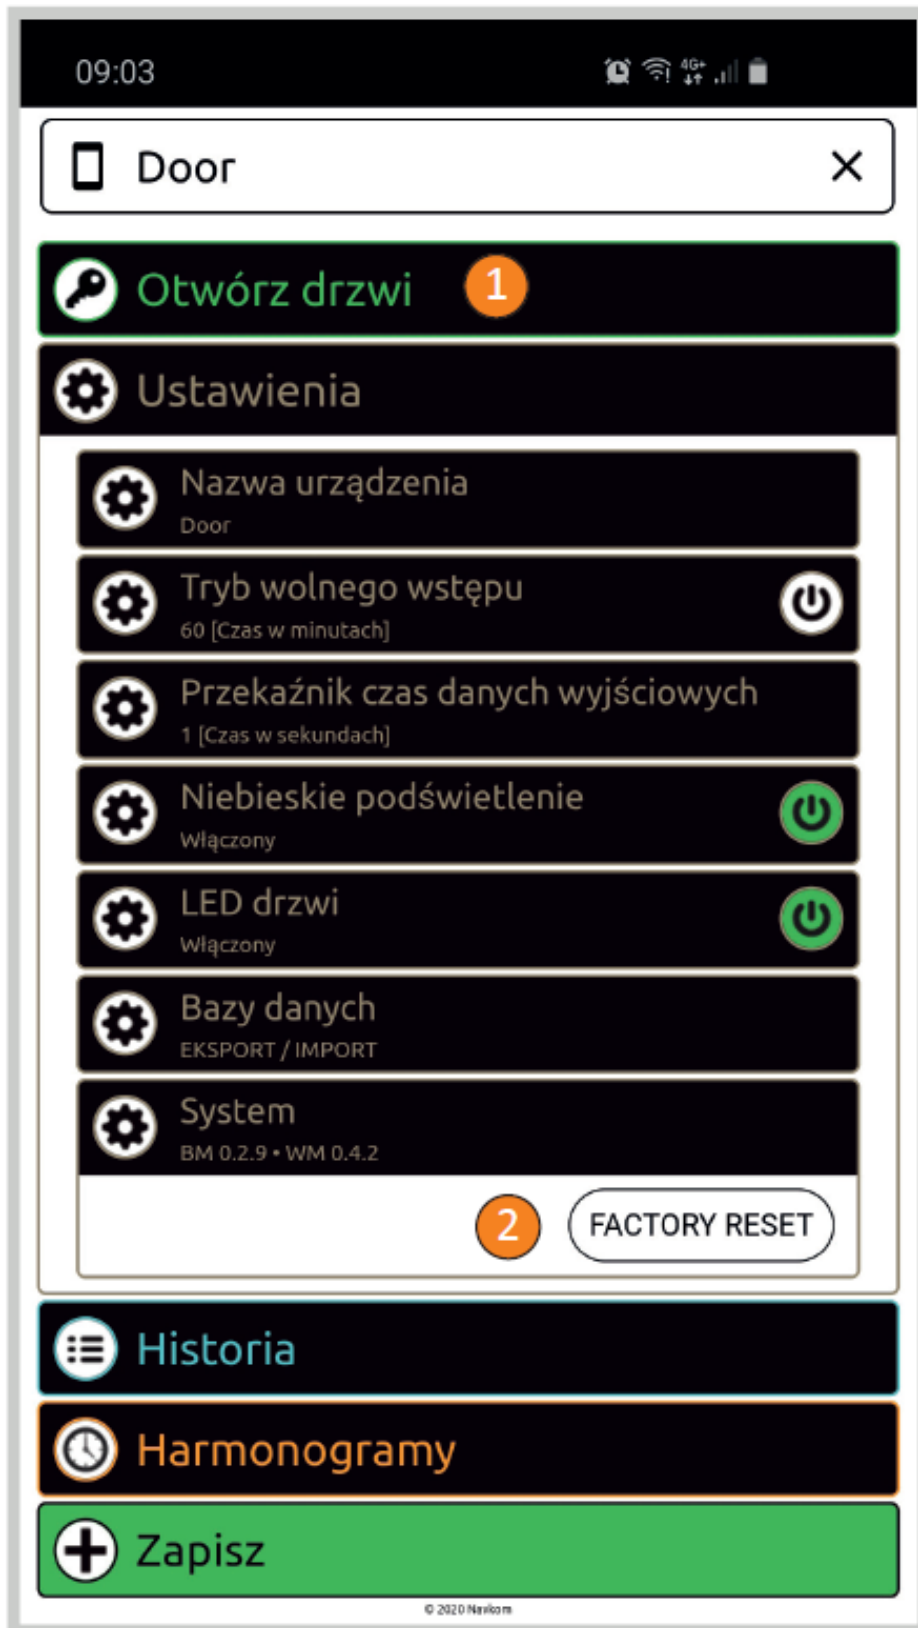 09:03
4G+
Door
Otwórz drzwi 1
Ustawienia
Nazwa urządzenia
Door
Tryb wolnego wstępu
60 [Czas w minutach]
Przekaźnik czas danych wyjściowych
1 [Czas w sekundach]
Niebieskie podświetlenie
Włączony
LED drzwi
Włączony
Bazy danych
EKSPORT / IMPORT
System
BM 0.2.9 • WM 0.4.2
2 FACTORY RESET
Historia
Harmonogramy
Zapisz
© 2020 Navkom